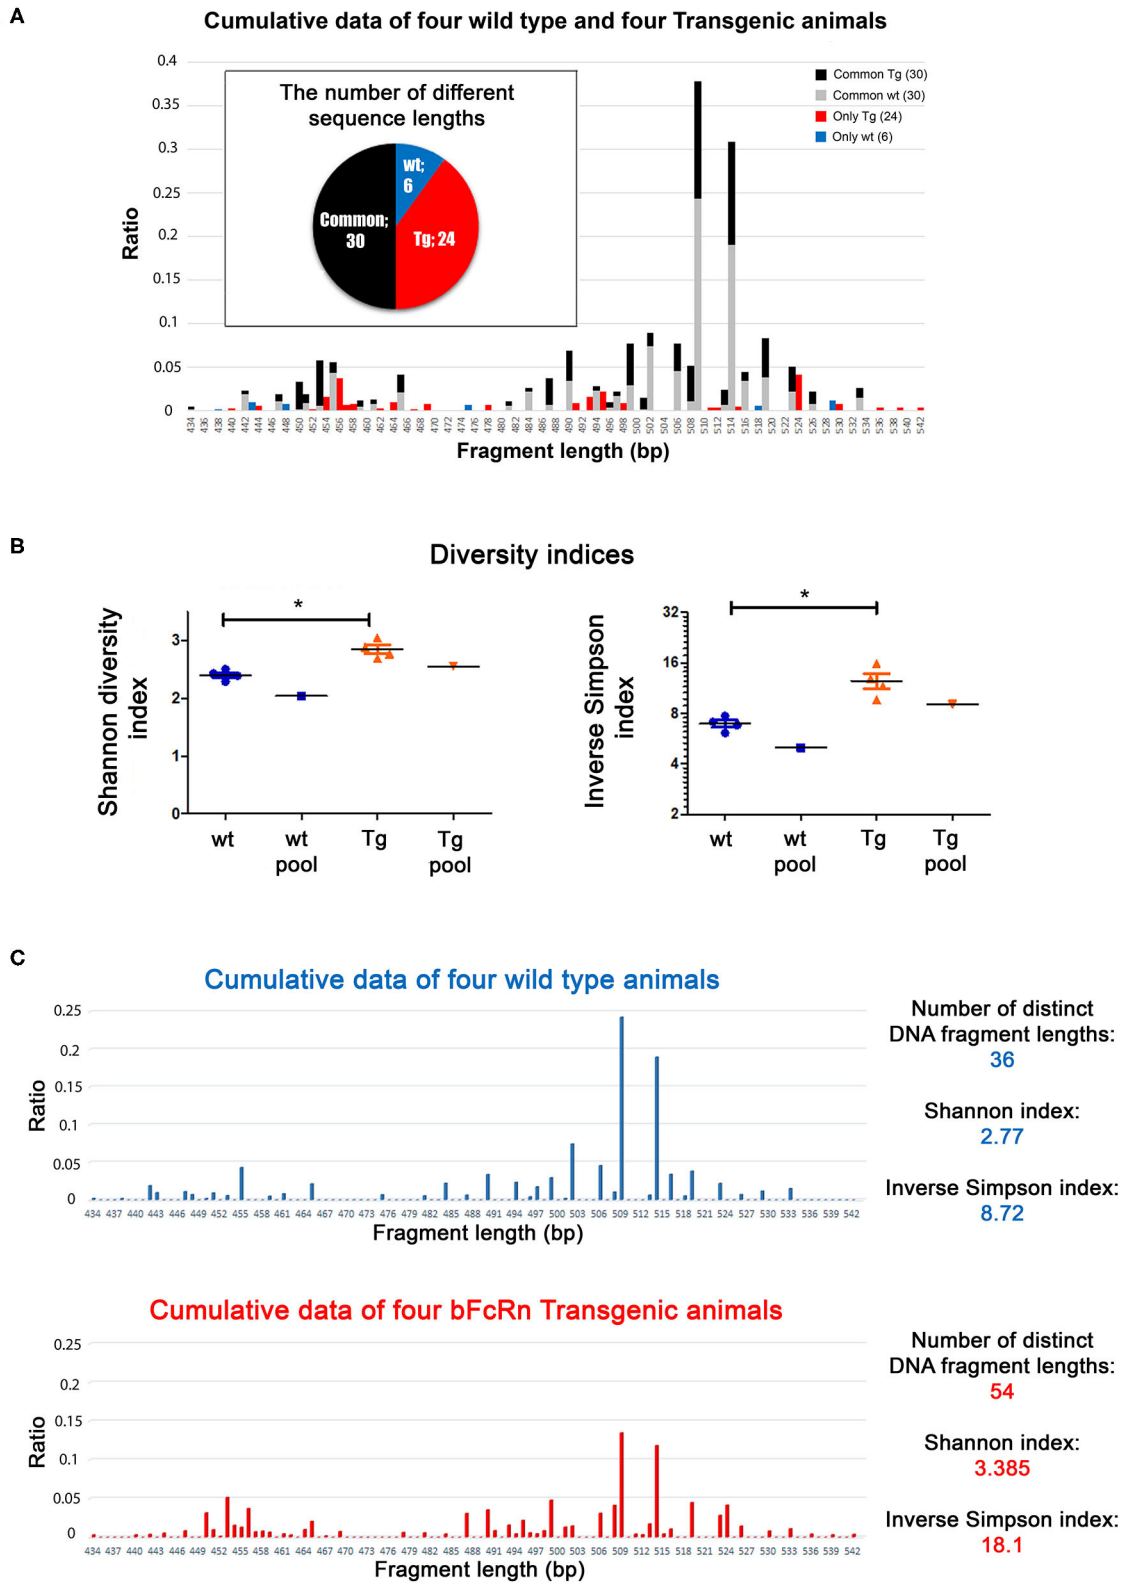 A
Cumulative data of four wild type and four Transgenic animals
0.4
0.35
0.3
0.25
0.2
0.15
0.1
0.05
0
Ratio
The number of different
sequence lengths
wt;
6
Common;
30
Tg; 24
Common Tg (30)
Common wt (30)
Only Tg (24)
Only wt (6)
434 436 438 440 442 444 446 448 450 452 454 456 458 460 462 464 466 468 470 472 474 476 478 480 482 484 486 488 490 492 494 496 498 500 502 504 506 508 510 512 514 516 518 520 522 524 526 528 530 532 534 536 538 540 542
Fragment length (bp)
B
Diversity indices
Shannon diversity
index
3
2
1
0
*
wt
wt
pool
Tg
Tg
pool
Inverse Simpson
index
32
16
8
4
2
*
wt
wt
pool
Tg
Tg
pool
C
Cumulative data of four wild type animals
0.25
0.2
0.15
0.1
0.05
0
Ratio
434 437 440 443 446 449 452 455 458 461 464 467 470 473 476 479 482 485 488 491 494 497 500 503 506 509 512 515 518 521 524 527 530 533 536 539 542
Fragment length (bp)
Number of distinct
DNA fragment lengths:
36
Shannon index:
2.77
Inverse Simpson index:
8.72
Cumulative data of four bFcRn Transgenic animals
0.25
0.2
0.15
0.1
0.05
0
Ratio
434 437 440 443 446 449 452 455 458 461 464 467 470 473 476 479 482 485 488 491 494 497 500 503 506 509 512 515 518 521 524 527 530 533 536 539 542
Fragment length (bp)
Number of distinct
DNA fragment lengths:
54
Shannon index:
3.385
Inverse Simpson index:
18.1